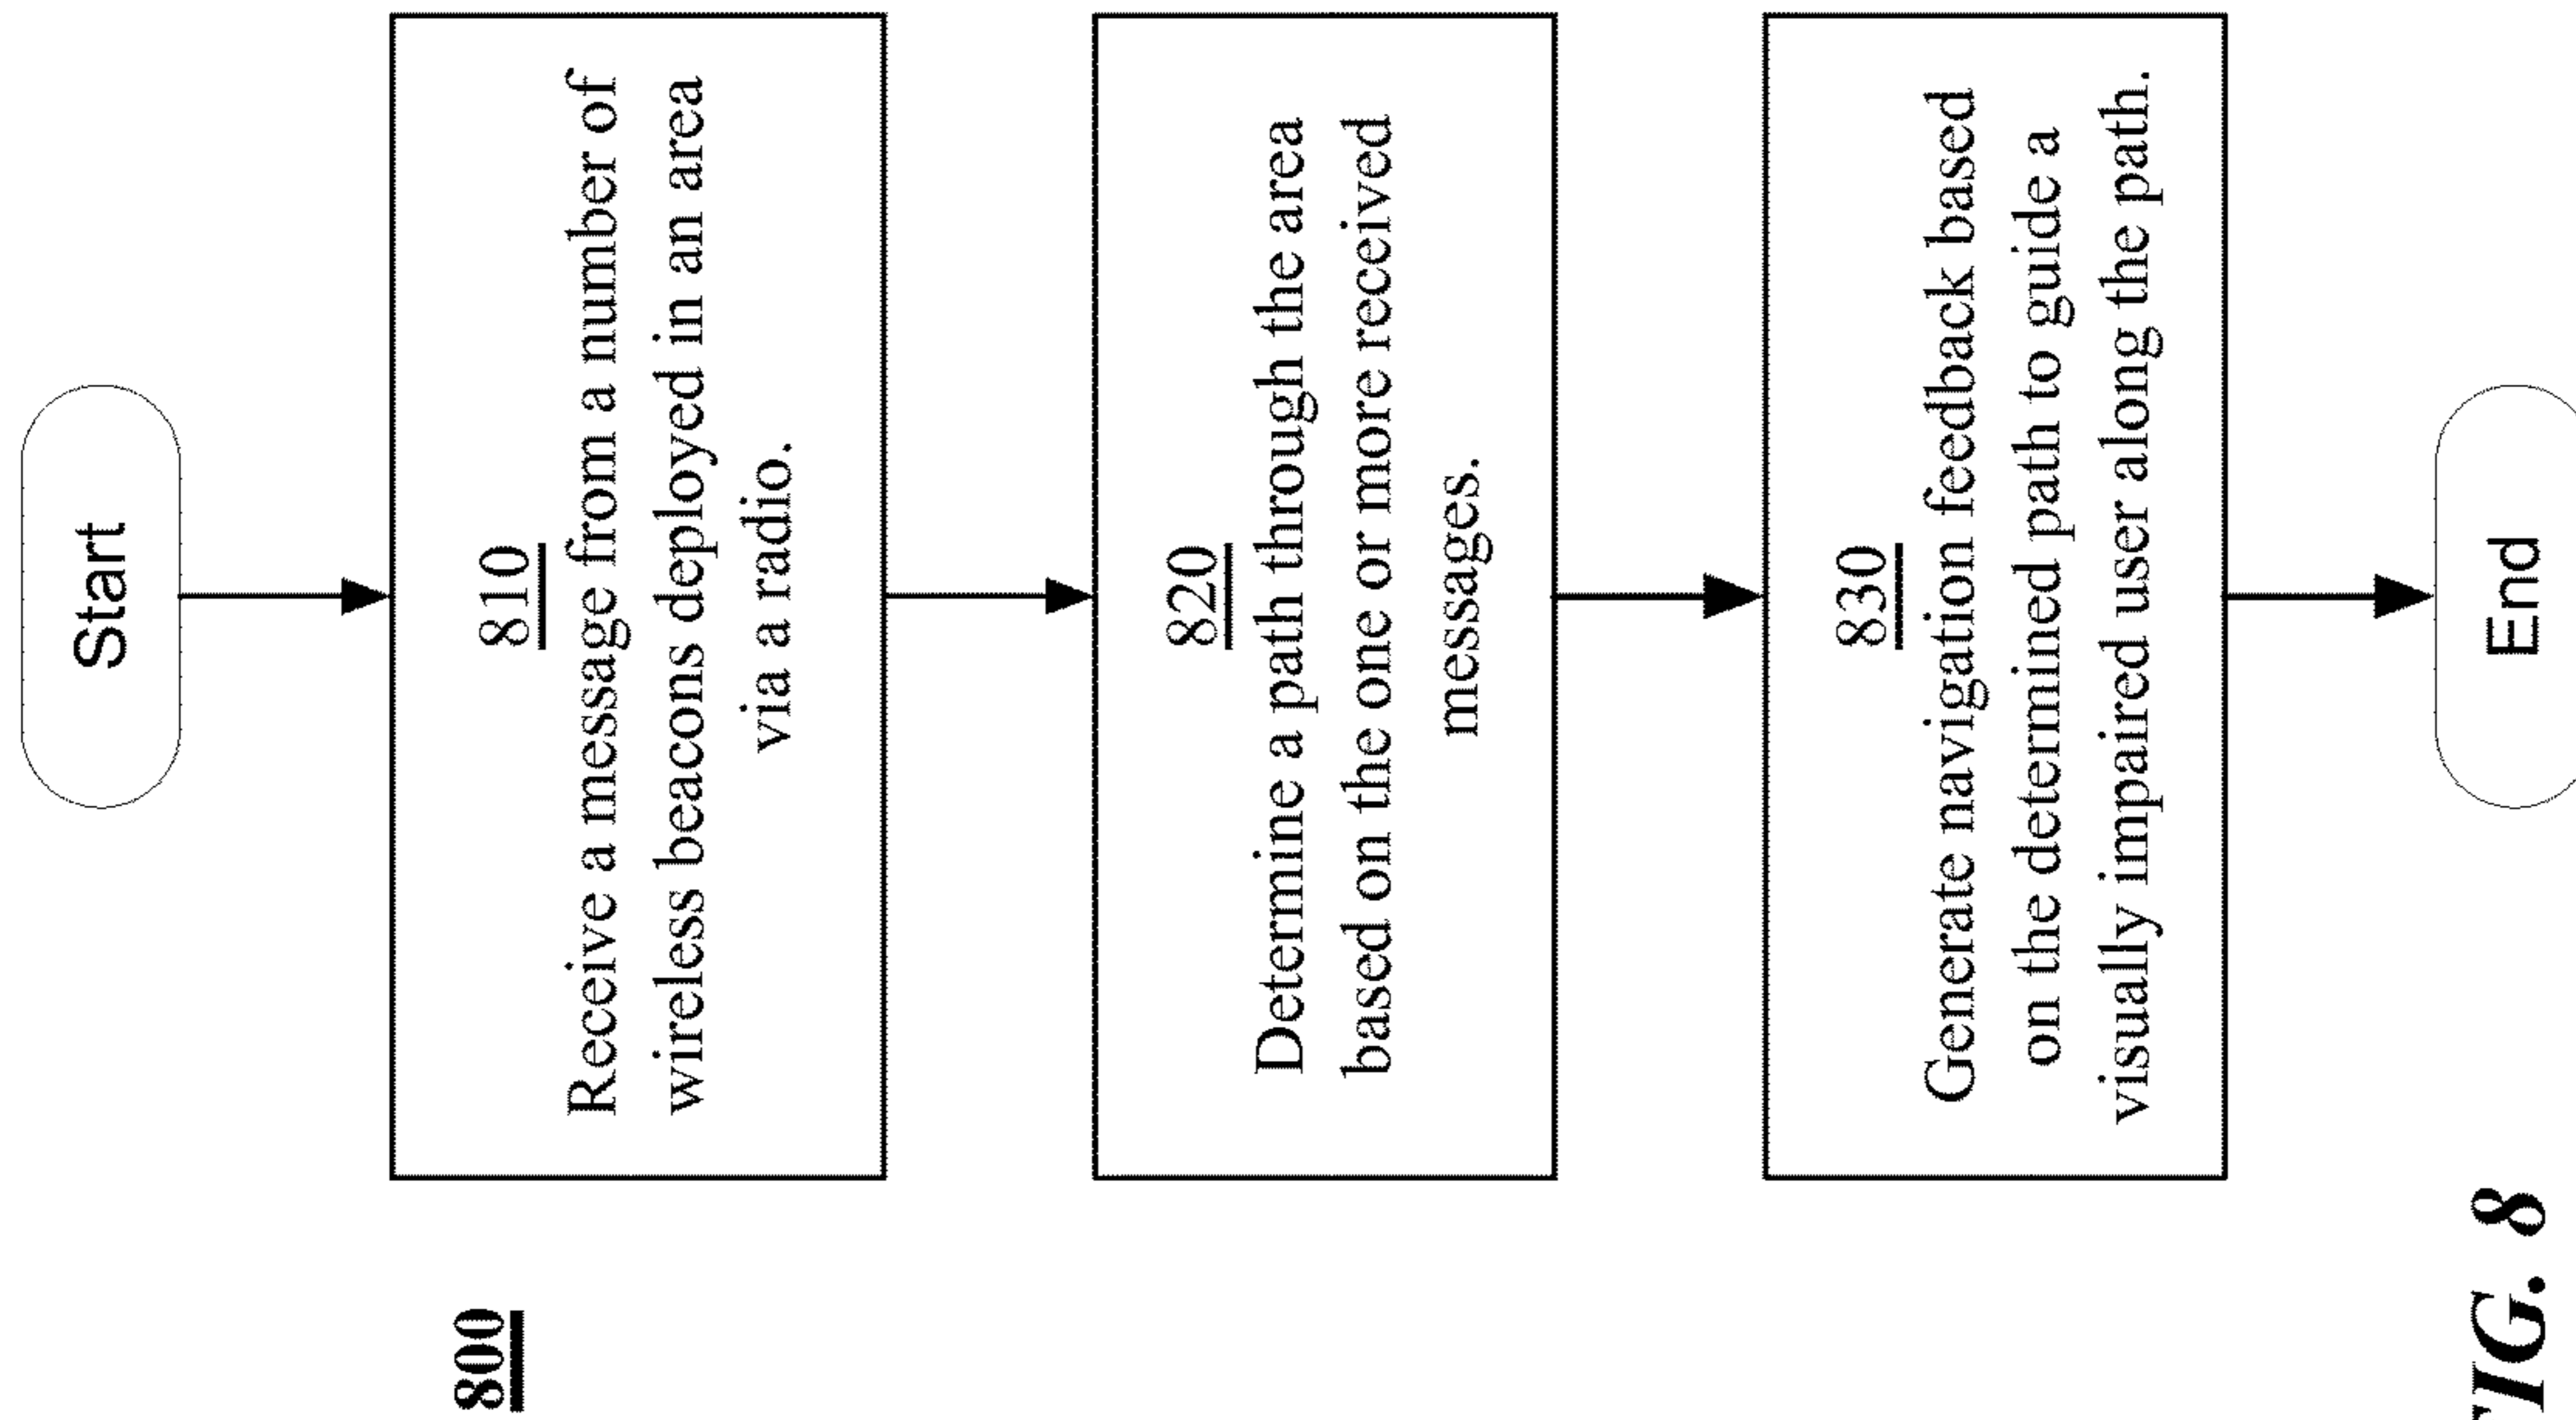 800
Start
810
Receive a message from a number of
wireless beacons deployed in an area
via a radio.
820
Determine a path through the area
based on the one or more received
messages.
830
Generate navigation feedback based
on the determined path to guide a
visually impaired user along the path.
End
FIG. 8